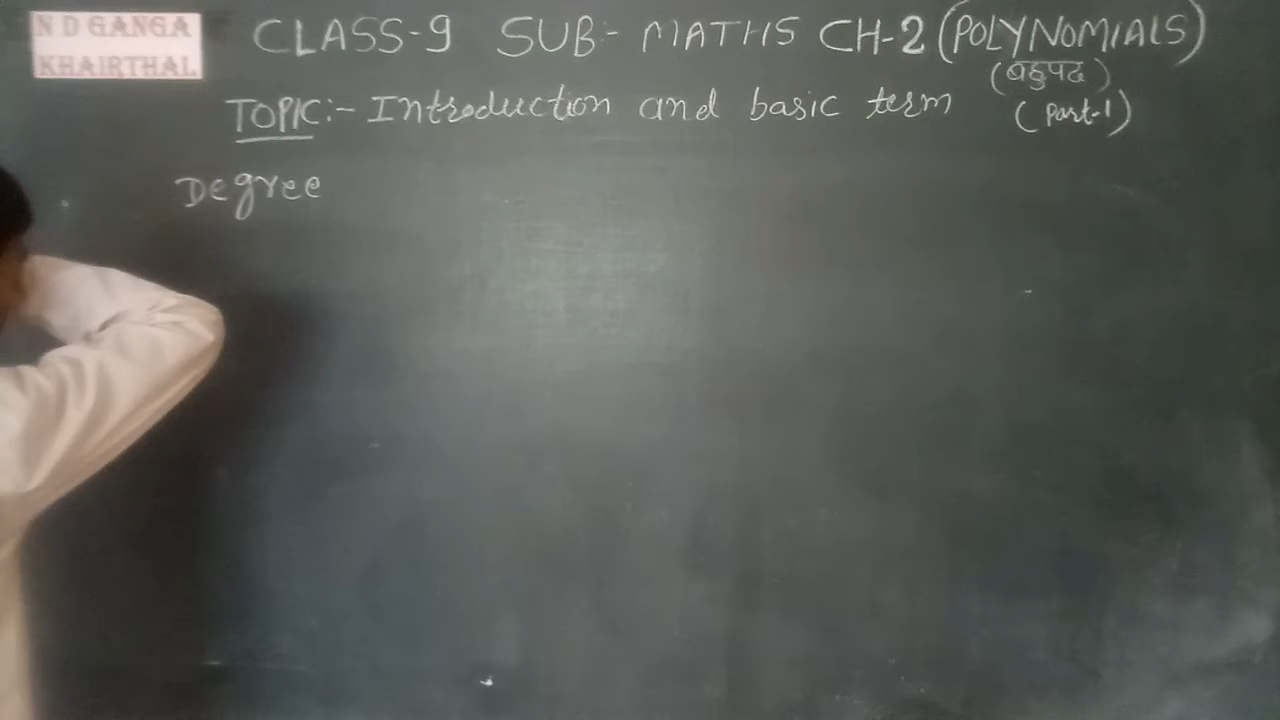 N D GANGA
KHAIRTHAL
CLASS-9 SUB:- MATHS CH-2 (POLYNOMIALS)
(बहुपद)
TOPIC:- Introduction and basic term (Part-1)
Degree